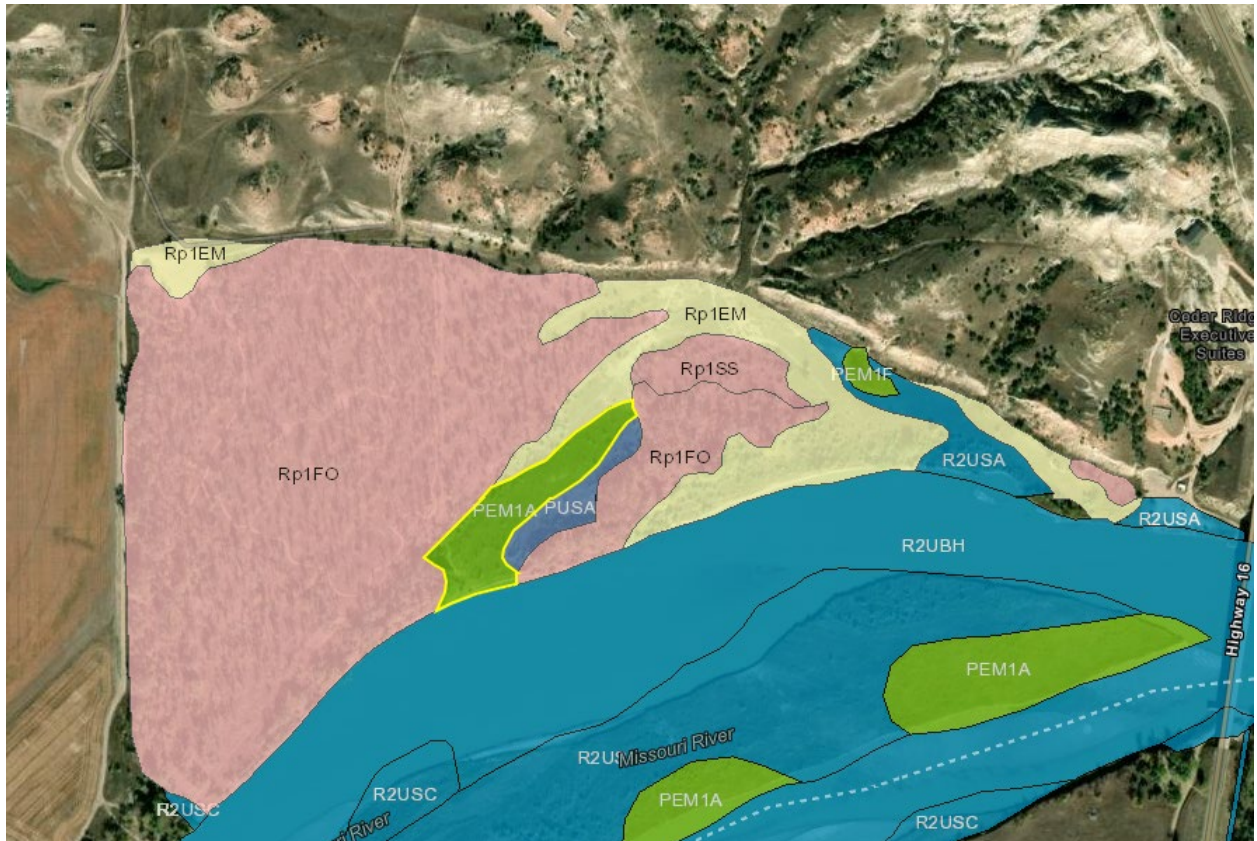 Rp1EM
Rp1EM
Rp1SS
PEM1F
Cedar Ridge
Executive
Suites
Rp1FO
Rp1FO
R2USA
PEM1A
PUSA
R2USA
R2UBH
Highway 16
PEM1A
Missouri River
R2USC
R2USC
PEM1A
R2USC
River